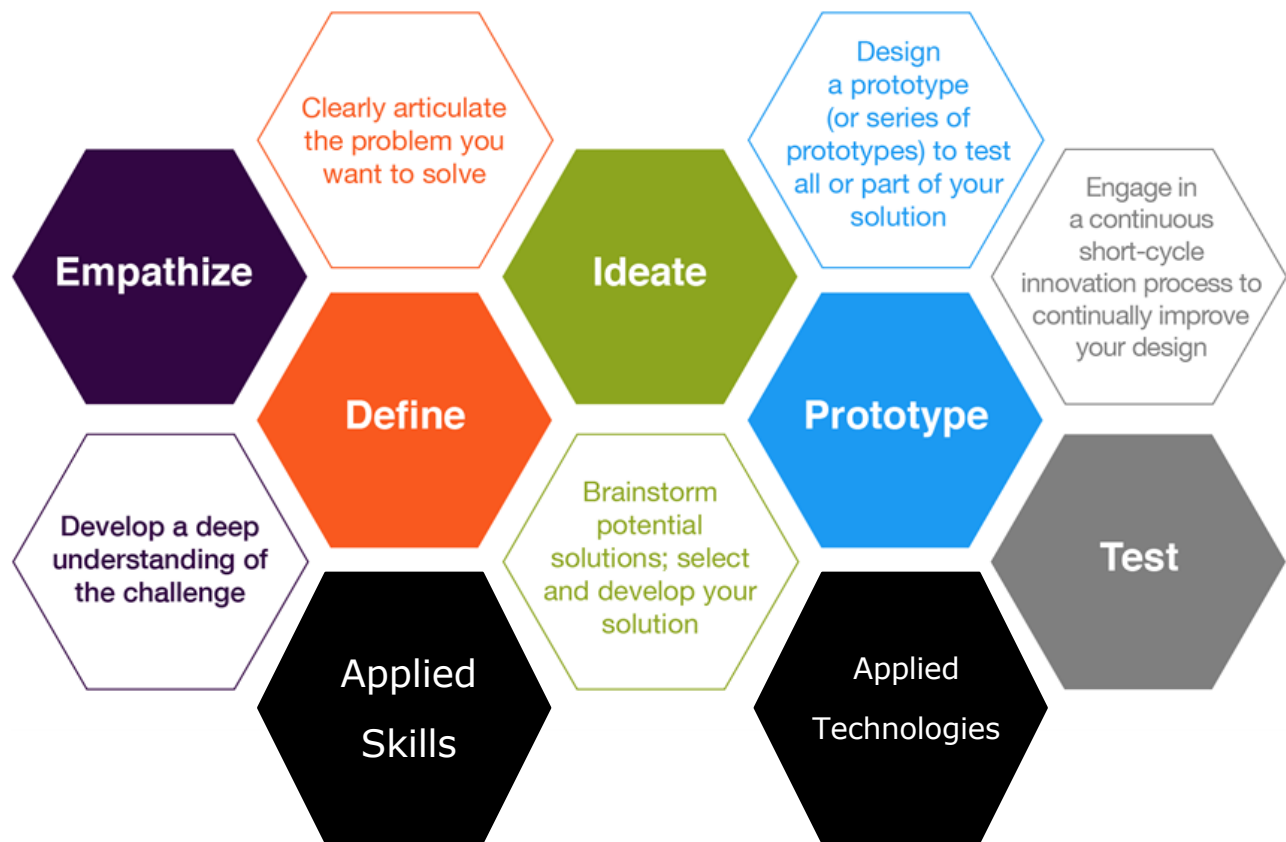 Empathize
Develop a deep
understanding of
the challenge
Clearly articulate
the problem you
want to solve
Define
Applied
Skills
Ideate
Brainstorm
potential
solutions; select
and develop your
solution
Design
a prototype
(or series of
prototypes) to test
all or part of your
solution
Prototype
Applied
Technologies
Engage in
a continuous
short-cycle
innovation process to
continually improve
your design
Test